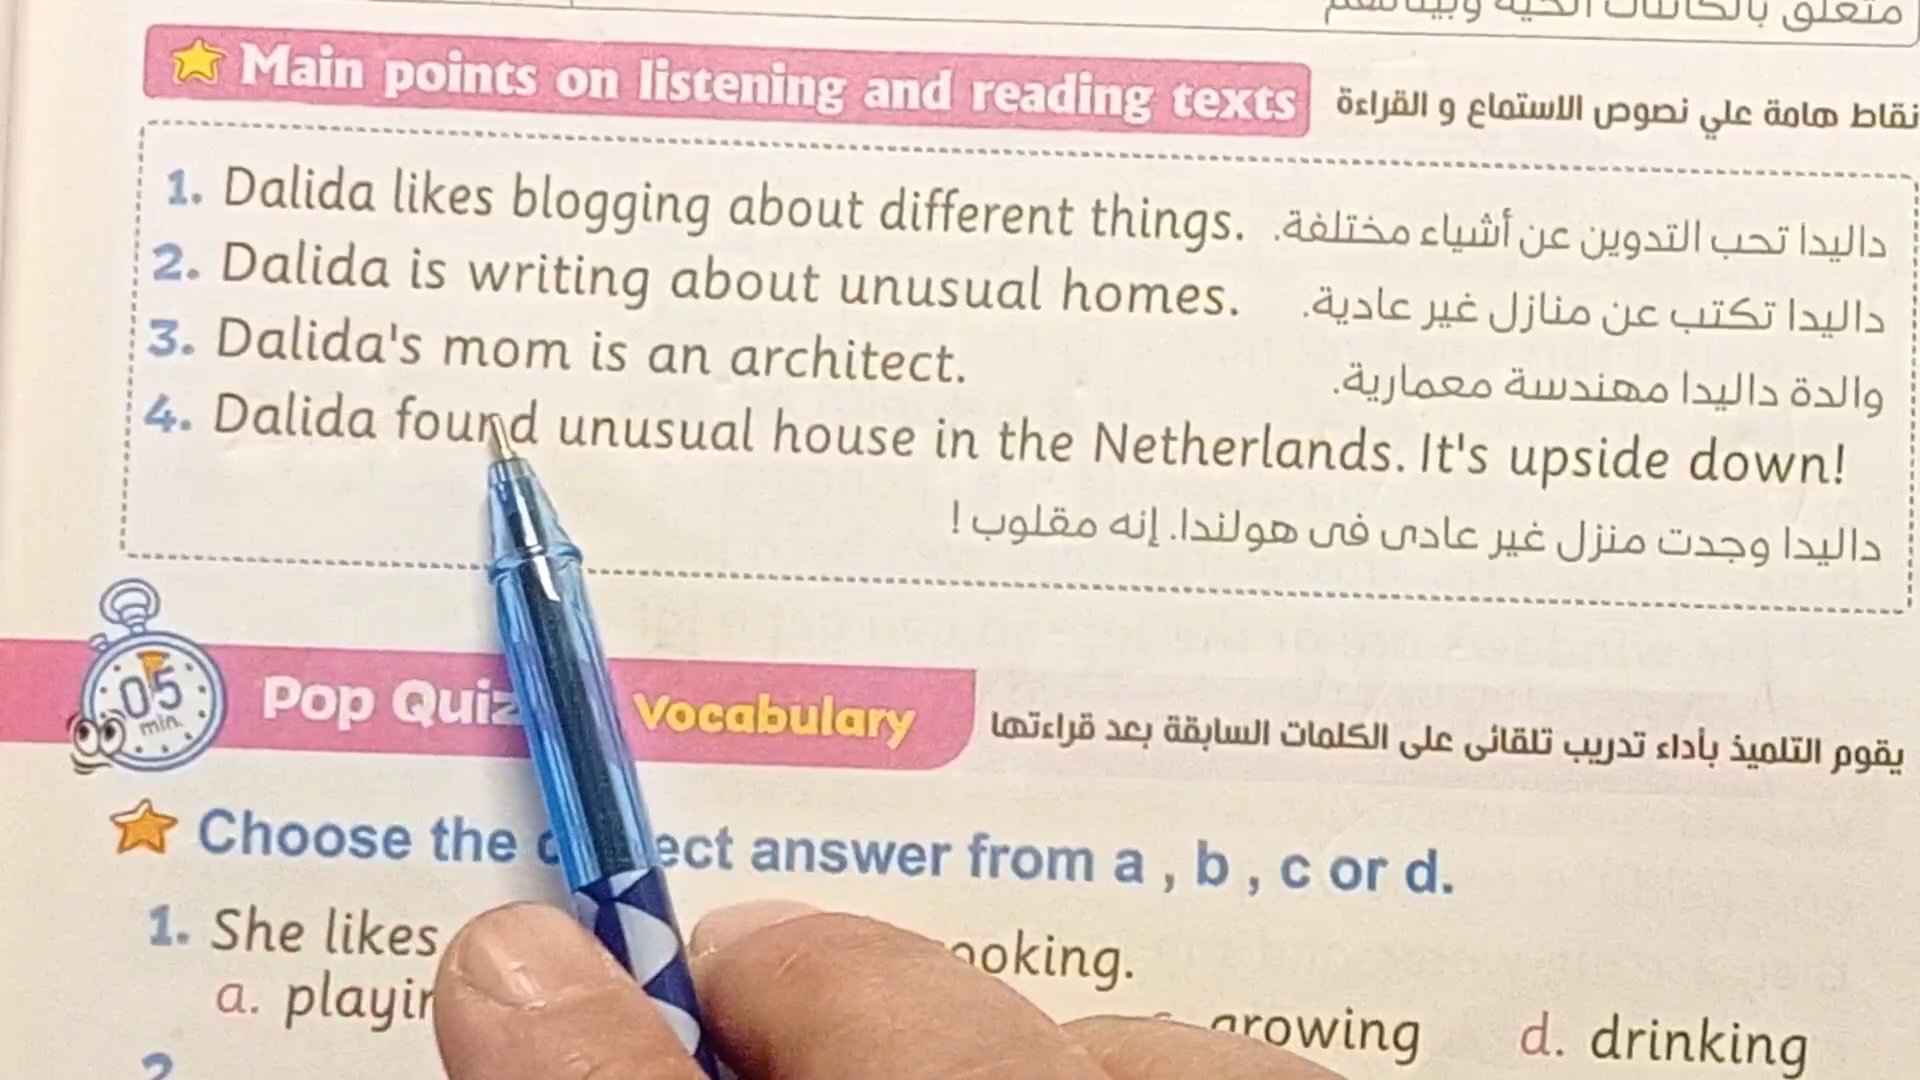 Main points on listening and reading texts نقاط هامة علي نصوص الاستماع و القراءة
1. Dalida likes blogging about different things. داليدا تحب التدوين عن أشياء مختلفة.
2. Dalida is writing about unusual homes. داليدا تكتب عن منازل غير عادية.
3. Dalida's mom is an architect. والدة داليدا مهندسة معمارية.
4. Dalida found unusual house in the Netherlands. It's upside down!
داليدا وجدت منزل غير عادى فى هولندا. إنه مقلوب !
05 min.
Pop Quiz Vocabulary يقوم التلميذ بأداء تدريب تلقائى على الكلمات السابقة بعد قراءتها
Choose the answer from a , b , c or d.
1. She likes
a. growing d. drinking
2